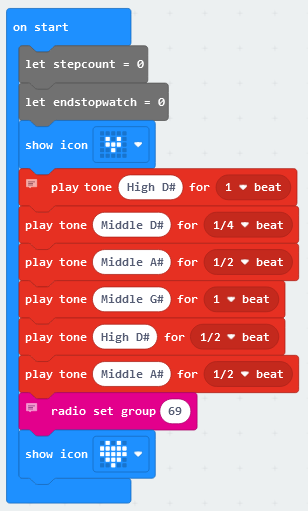 on start
let stepcount = 0
let endstopwatch = 0
show icon
play tone High D# for 1 beat
play tone Middle D# for 1/4 beat
play tone Middle A# for 1/2 beat
play tone Middle G# for 1 beat
play tone High D# for 1/2 beat
play tone Middle A# for 1/2 beat
radio set group 69
show icon